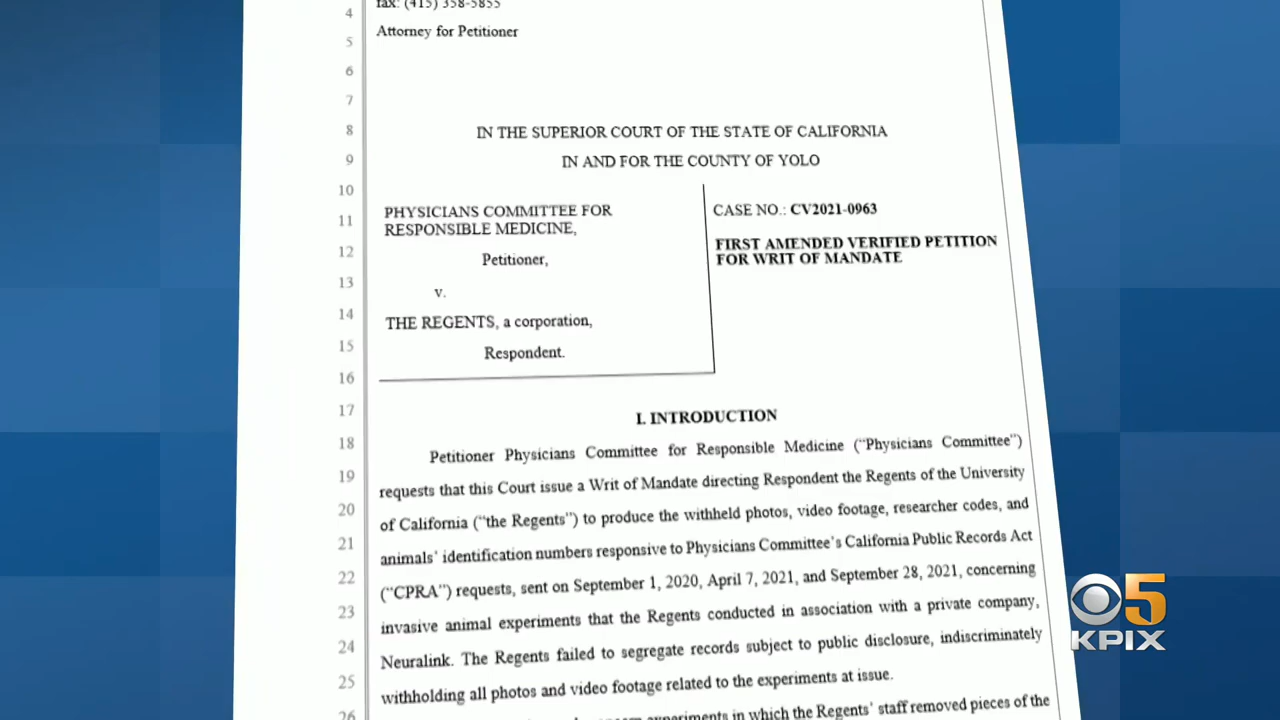 4 fax: (415) 358-5855
5 Attorney for Petitioner
6
7
8 IN THE SUPERIOR COURT OF THE STATE OF CALIFORNIA
9 IN AND FOR THE COUNTY OF YOLO
10
11 PHYSICIANS COMMITTEE FOR
RESPONSIBLE MEDICINE,
12 Petitioner,
13 v.
14 THE REGENTS, a corporation,
15 Respondent.
16
CASE NO.: CV2021-0963
FIRST AMENDED VERIFIED PETITION
FOR WRIT OF MANDATE
17 I. INTRODUCTION
18 Petitioner Physicians Committee for Responsible Medicine ("Physicians Committee")
19 requests that this Court issue a Writ of Mandate directing Respondent the Regents of the University
20 of California ("the Regents") to produce the withheld photos, video footage, researcher codes, and
21 animals' identification numbers responsive to Physicians Committee's California Public Records Act
22 ("CPRA") requests, sent on September 1, 2020, April 7, 2021, and September 28, 2021, concerning
23 invasive animal experiments that the Regents conducted in association with a private company,
24 Neuralink. The Regents failed to segregate records subject to public disclosure, indiscriminately
25 withholding all photos and video footage related to the experiments at issue.
26 experiments in which the Regents' staff removed pieces of the
5
KPIX